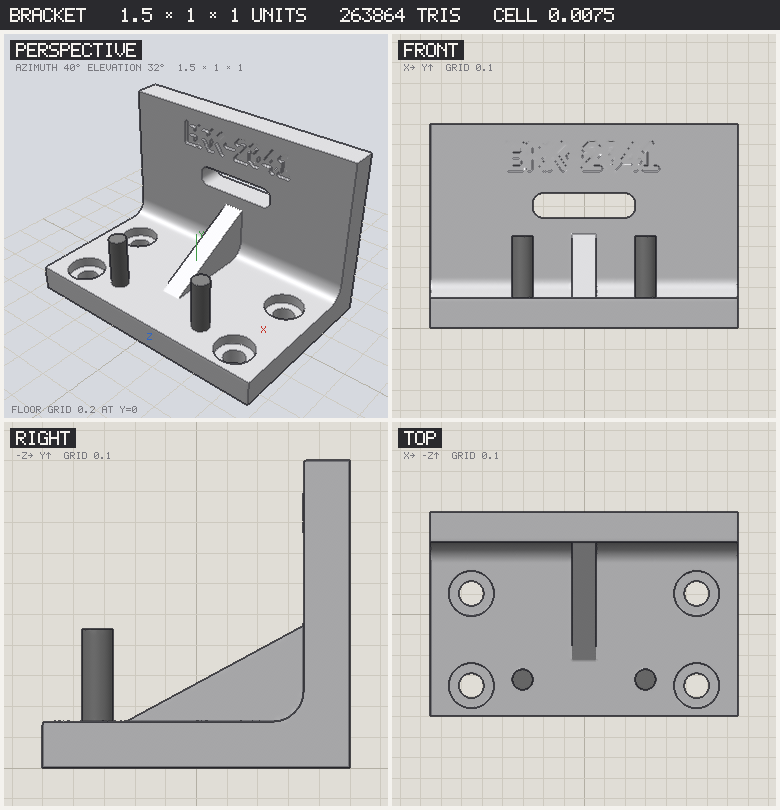 BRACKET 1.5 × 1 × 1 UNITS 263864 TRIS CELL 0.0075
PERSPECTIVE
AZIMUTH 40° ELEVATION 32° 1.5 × 1 × 1
ERK-2041
X
Z
FLOOR GRID 0.2 AT Y=0
FRONT
X→ Y↑ GRID 0.1
RIGHT
-Z→ Y↑ GRID 0.1
TOP
X→ -Z↑ GRID 0.1